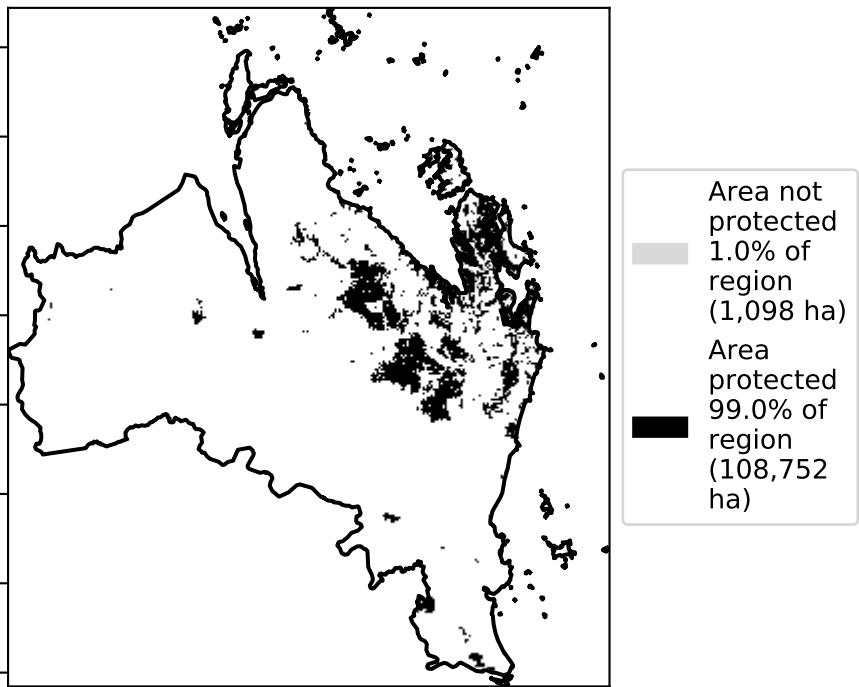 Area not
protected
1.0% of
region
(1,098 ha)
Area
protected
99.0% of
region
(108,752
ha)